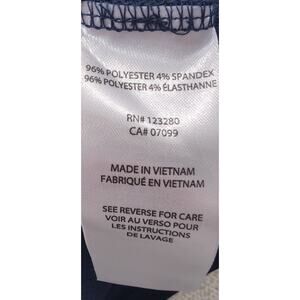 96% POLYESTER 4% SPANDEX
96% POLYESTER 4% ÉLASTHANNE
RN# 123280
CA# 07099
MADE IN VIETNAM
FABRIQUÉ EN VIETNAM
SEE REVERSE FOR CARE
VOIR AU VERSO POUR
LES INSTRUCTIONS
DE LAVAGE